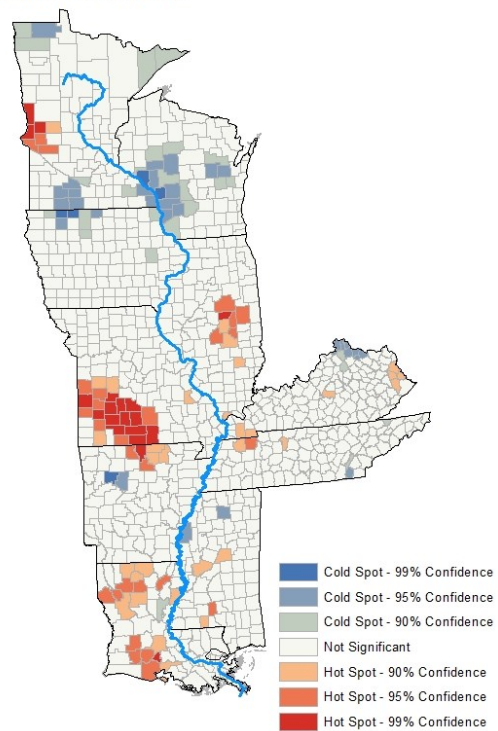 Cold Spot - 99% Confidence
Cold Spot - 95% Confidence
Cold Spot - 90% Confidence
Not Significant
Hot Spot - 90% Confidence
Hot Spot - 95% Confidence
Hot Spot - 99% Confidence